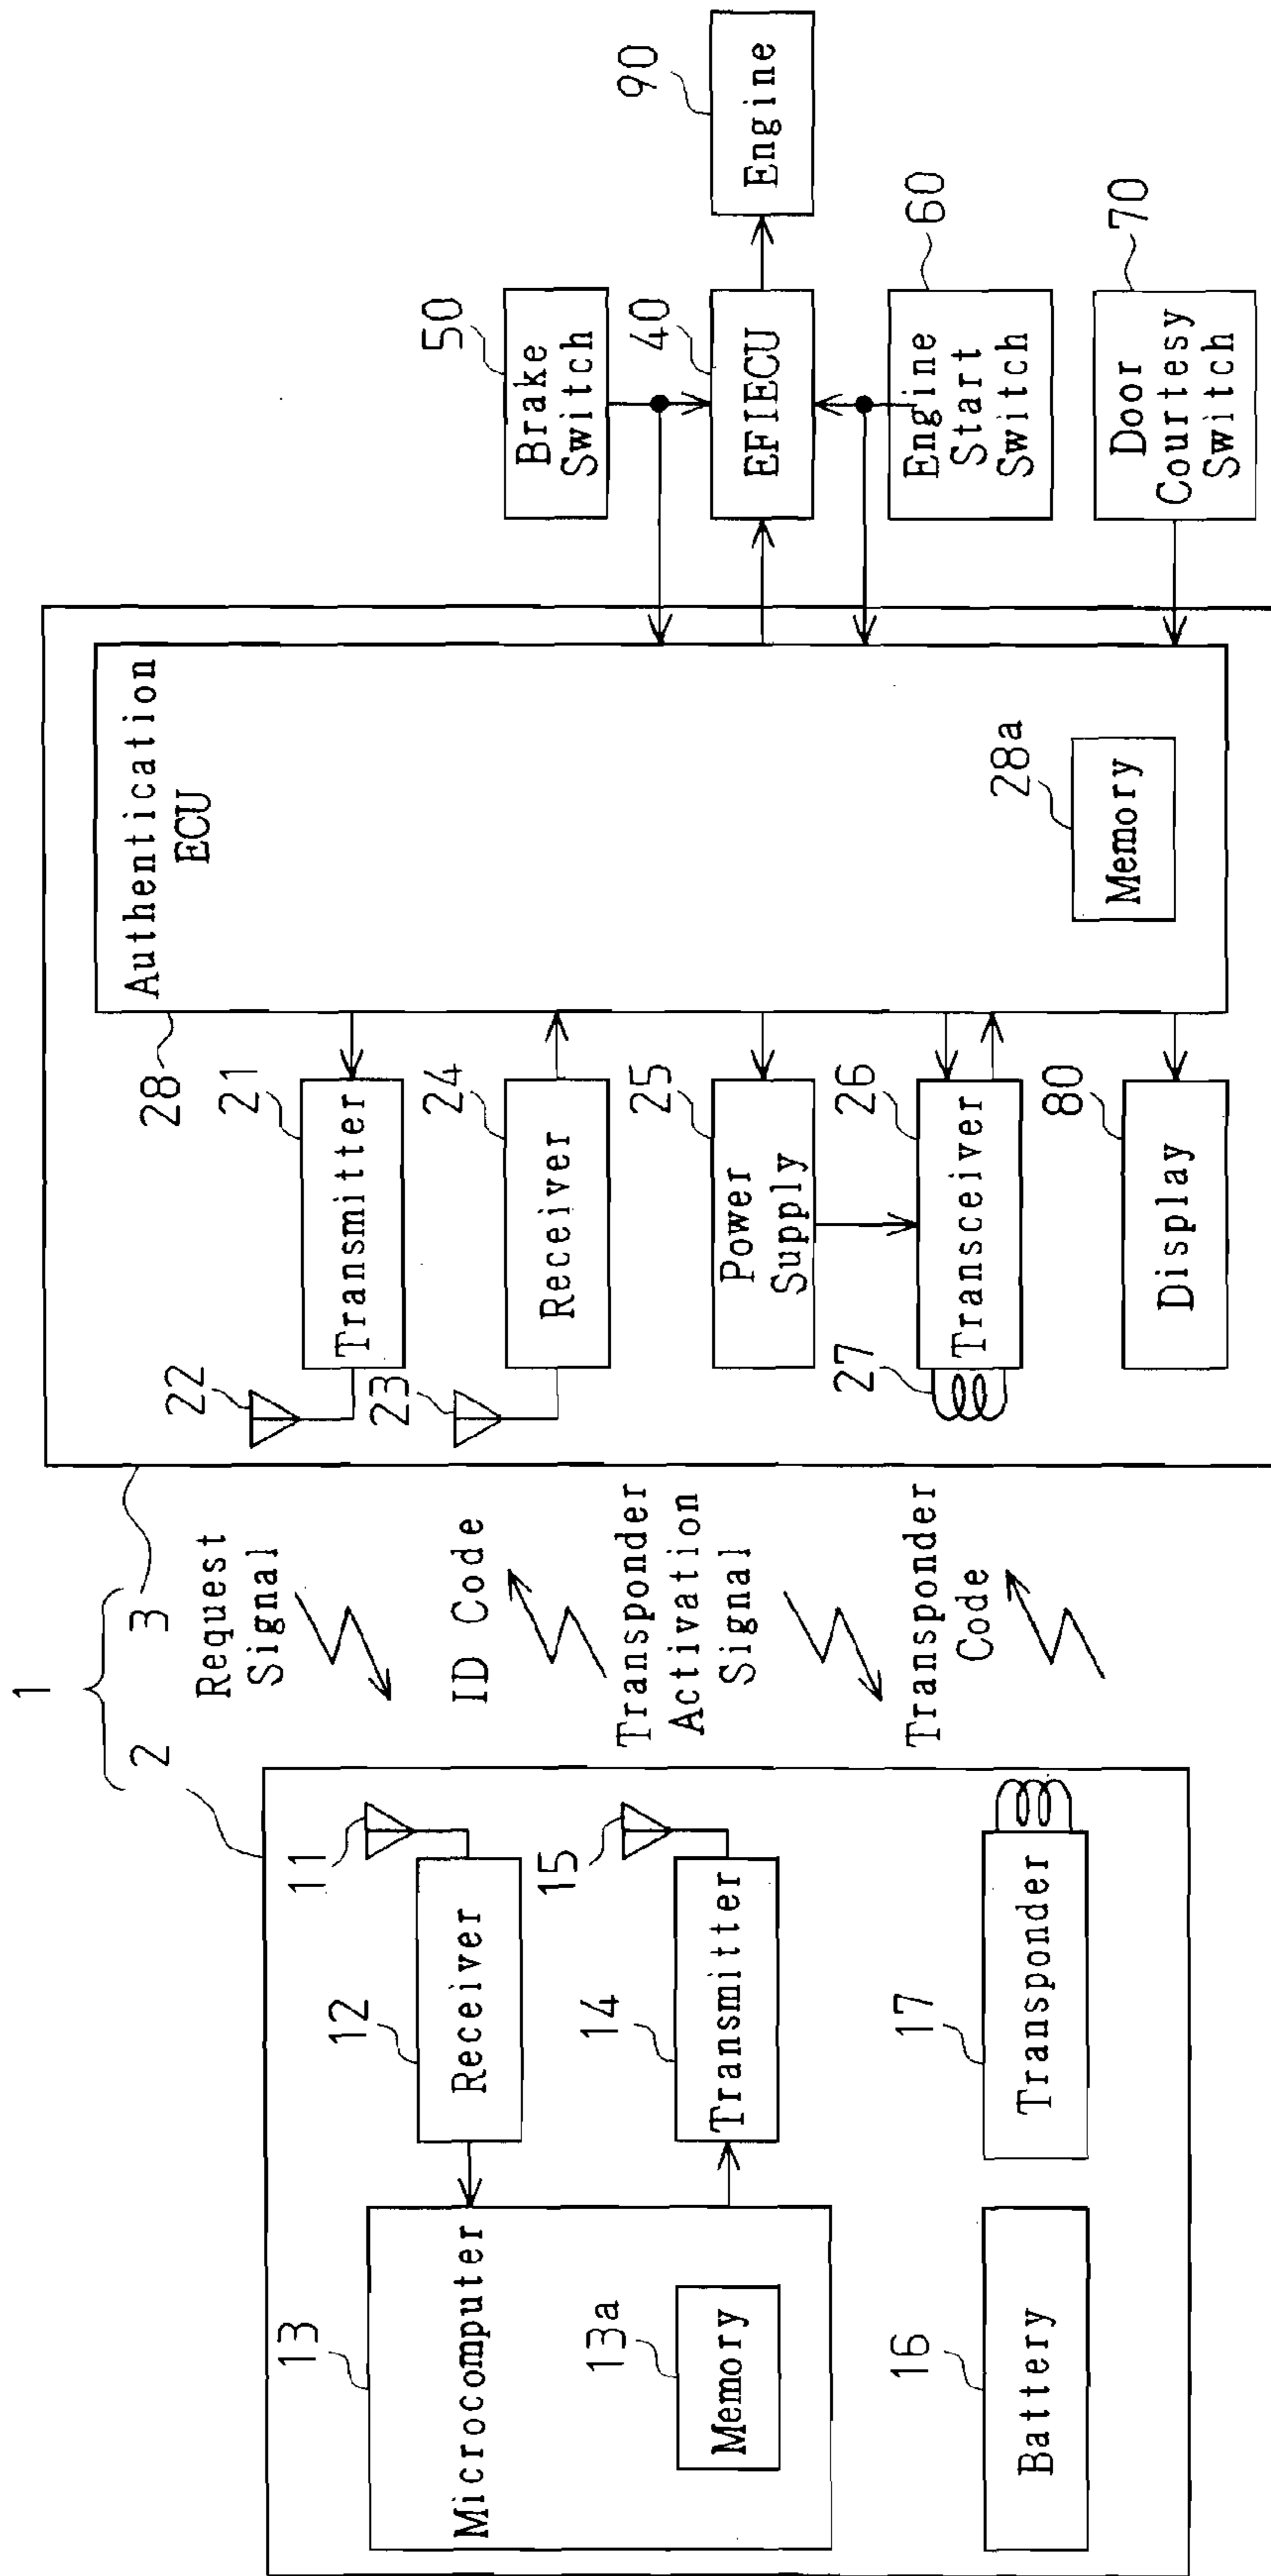 1
2
3
13
Microcomputer
13a
Memory
12
Receiver
11
14
Transmitter
15
16
Battery
17
Transponder
Request
Signal
ID Code
Transponder
Activation
Signal
Transponder
Code
22
21
Transmitter
23
24
Receiver
25
Power
Supply
27
26
Transceiver
80
Display
28
Authentication
ECU
28a
Memory
50
Brake
Switch
40
EFIECU
90
Engine
60
Engine
Start
Switch
70
Door
Courtesy
Switch